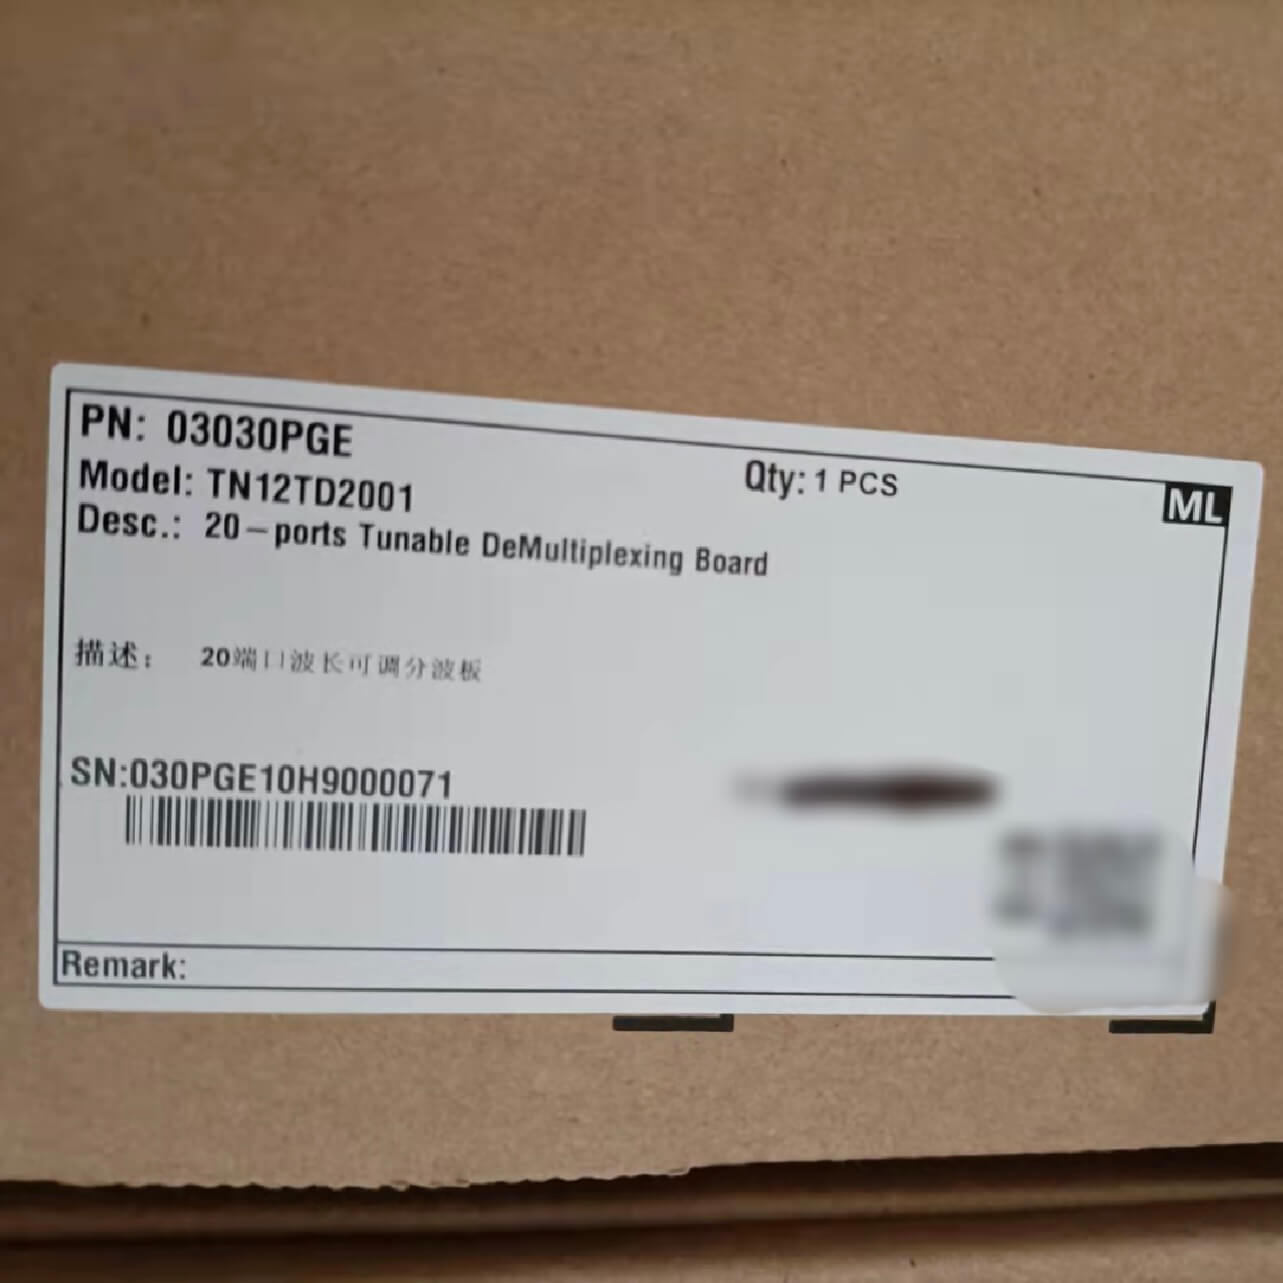 PN: 03030PGE
Model: TN12TD2001
Qty: 1 PCS
ML
Desc.: 20-ports Tunable DeMultiplexing Board
描述： 20端口波长可调分波板
SN:030PGE10H9000071
Remark: